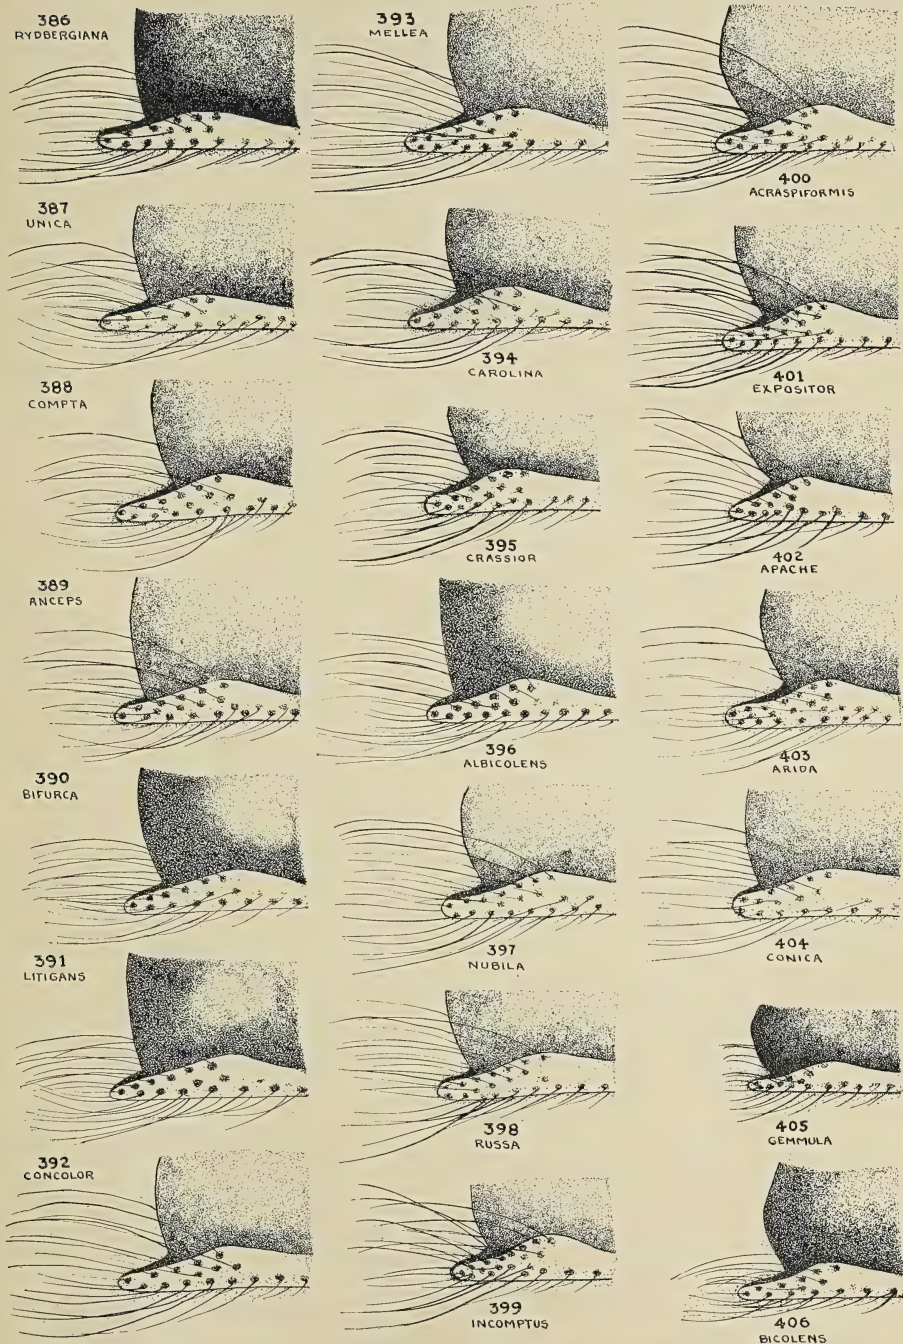 386
RYDBERGIANA
387
UNICA
388
COMPTA
389
ANCEPS
390
BIFURCA
391
LITIGANS
392
CONCOLOR
393
MELLEA
394
CAROLINA
395
CRASSIOR
396
ALBICOLENS
397
NUBILA
398
RUSSA
399
INCOMPTUS
400
ACRASPIFORMIS
401
EXPOSITOR
402
APACHE
403
ARIDA
404
CONICA
405
GEMMULA
406
BICOLENS